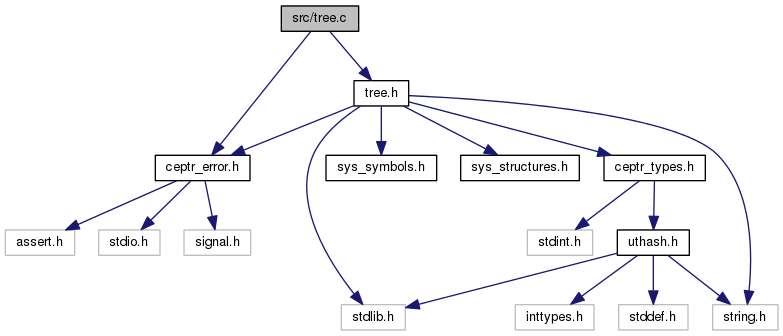 src/tree.c
tree.h
ceptr_error.h
sys_symbols.h
sys_structures.h
ceptr_types.h
assert.h
stdio.h
signal.h
stdint.h
uthash.h
stdlib.h
inttypes.h
stddef.h
string.h